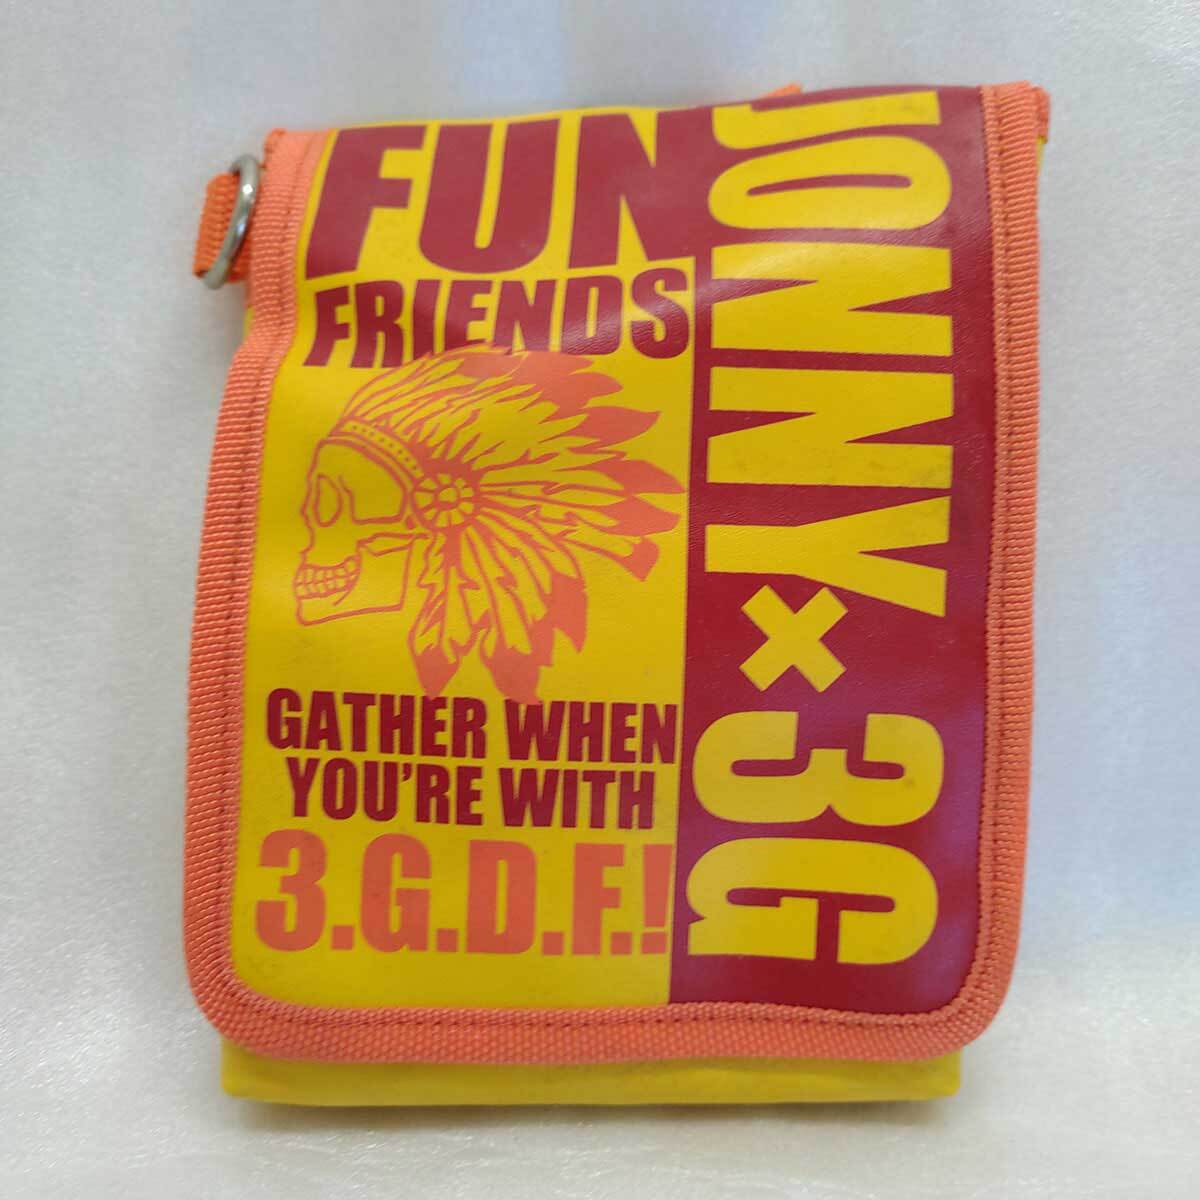 FUN
FRIENDS
GATHER WHEN
YOU'RE WITH
3.G.D.F.!
JONNY×3G